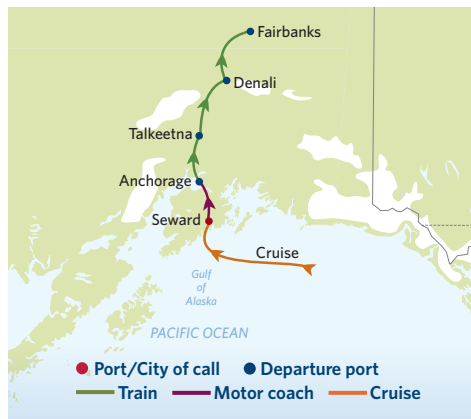 Fairbanks
Denali
Talkeetna
Anchorage
Seward
Cruise
Gulf
of
Alaska
PACIFIC OCEAN
Port/City of call
Departure port
Train
Motor coach
Cruise